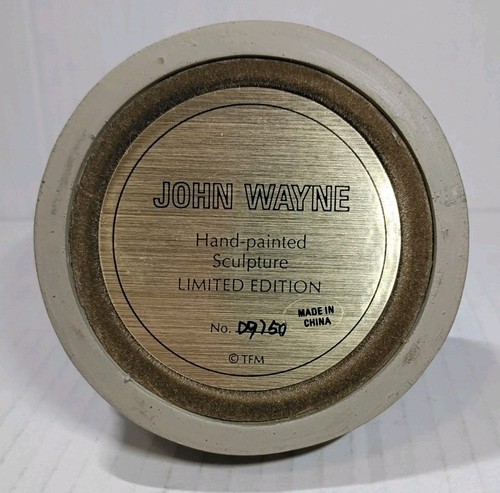 JOHN WAYNE
Hand-painted
Sculpture
LIMITED EDITION
No. D9150
MADE IN
CHINA
© TFM